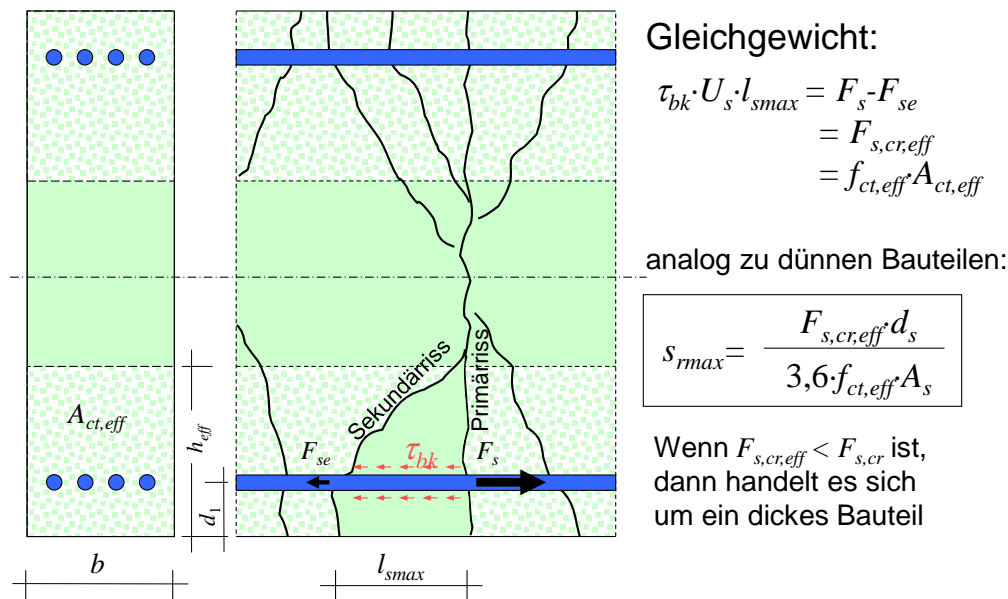 Gleichgewicht:
τbk·Us·lsmax = Fs-Fse
= Fs,cr,eff
= fct,eff·Act,eff
analog zu dünnen Bauteilen:
srmax= Fs,cr,eff·ds
3,6·fct,eff·As
Wenn Fs,cr,eff < Fs,cr ist,
dann handelt es sich
um ein dickes Bauteil
Sekundärriss
Primärriss
Act,eff
heff
Fse
τbk
Fs
d1
b
lsmax